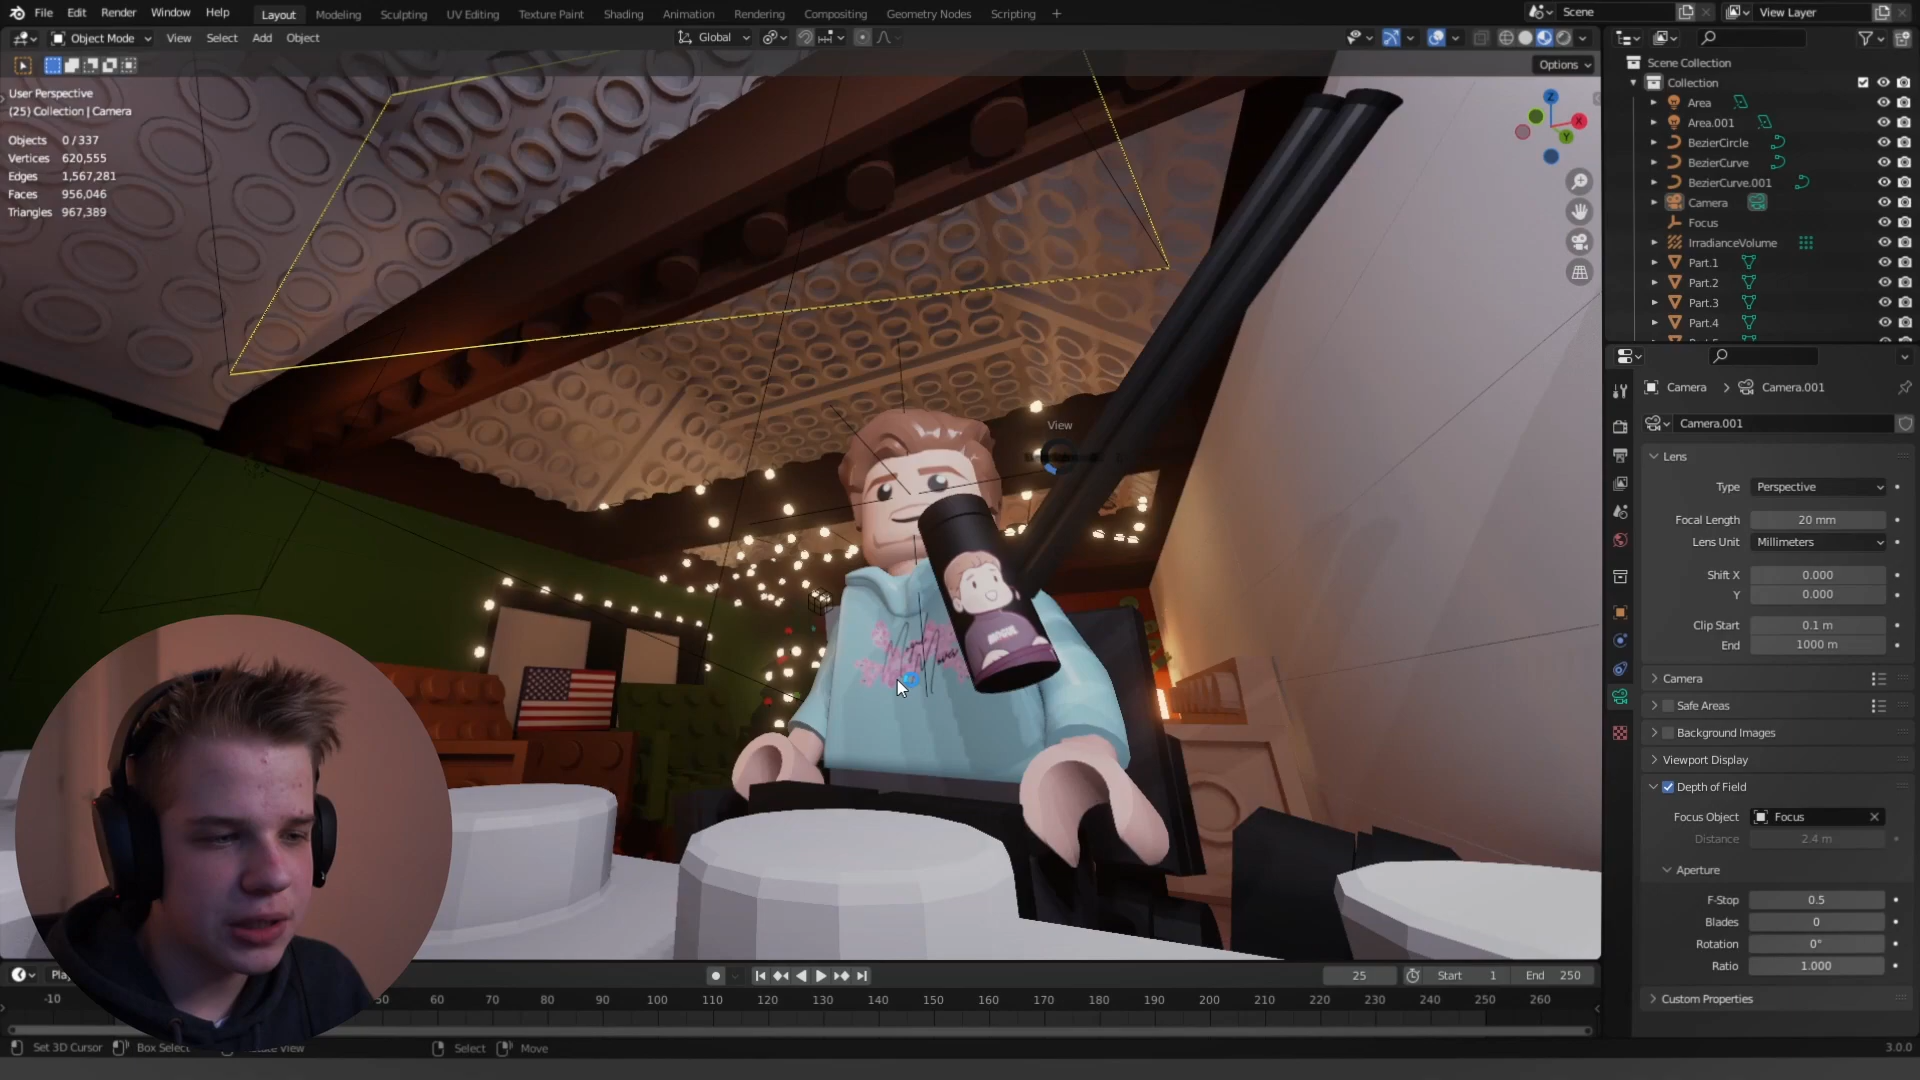 File Edit Render Window Help Layout Modeling Sculpting UV Editing Texture Paint Shading Animation Rendering Compositing Geometry Nodes Scripting + Scene View Layer
Object Mode View Select Add Object Global
Options
User Perspective
(25) Collection | Camera
Objects 0 / 337
Vertices 620,555
Edges 1,567,281
Faces 956,046
Triangles 967,389
Z
X
Y
View
Scene Collection
Collection
Area
Area.001
BezierCircle
BezierCurve
BezierCurve.001
Camera
Focus
IrradianceVolume
Part.1
Part.2
Part.3
Part.4
Camera > Camera.001
Camera.001
Lens
Type Perspective
Focal Length 20 mm
Lens Unit Millimeters
Shift X 0.000
Y 0.000
Clip Start 0.1 m
End 1000 m
Camera
Safe Areas
Background Images
Viewport Display
Depth of Field
Focus Object Focus
Distance 2.4 m
Aperture
F-Stop 0.5
Blades 0
Rotation 0°
Ratio 1.000
Custom Properties
25 Start 1 End 250
-10 50 60 70 80 90 100 110 120 130 140 150 160 170 180 190 200 210 220 230 240 250 260
Set 3D Cursor Box Select Rotate View Select Move 3.0.0